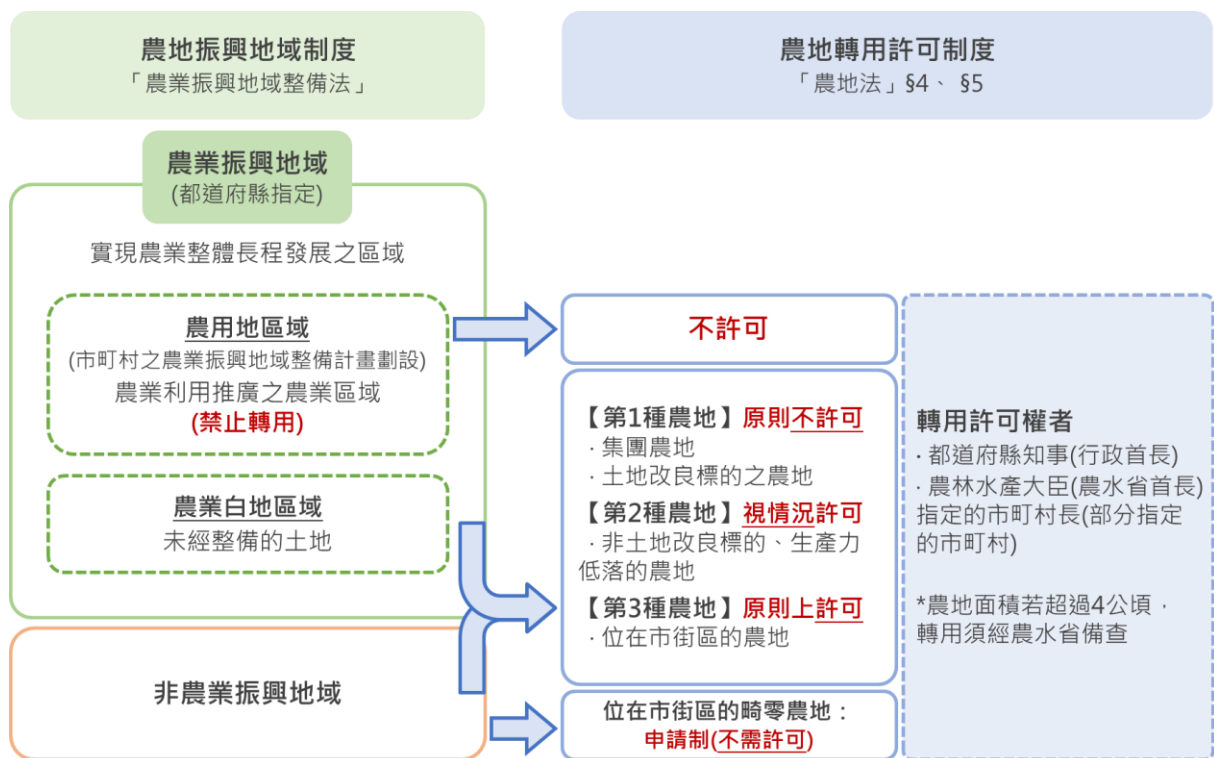 農地振興地域制度
「農業振興地域整備法」
農地轉用許可制度
「農地法」§4、 §5
農業振興地域
(都道府縣指定)
實現農業整體長程發展之區域
農用地區域
(市町村之農業振興地域整備計畫劃設)
農業利用推廣之農業區域
(禁止轉用)
農業白地區域
未經整備的土地
非農業振興地域
不許可
【第1種農地】原則不許可
· 集團農地
· 土地改良標的之農地
【第2種農地】視情況許可
· 非土地改良標的、生產力
低落的農地
【第3種農地】原則上許可
· 位在市街區的農地
位在市街區的畸零農地：
申請制(不需許可)
轉用許可權者
· 都道府縣知事(行政首長)
· 農林水產大臣(農水省首長)
指定的市町村長(部分指定
的市町村)
*農地面積若超過4公頃，
轉用須經農水省備查